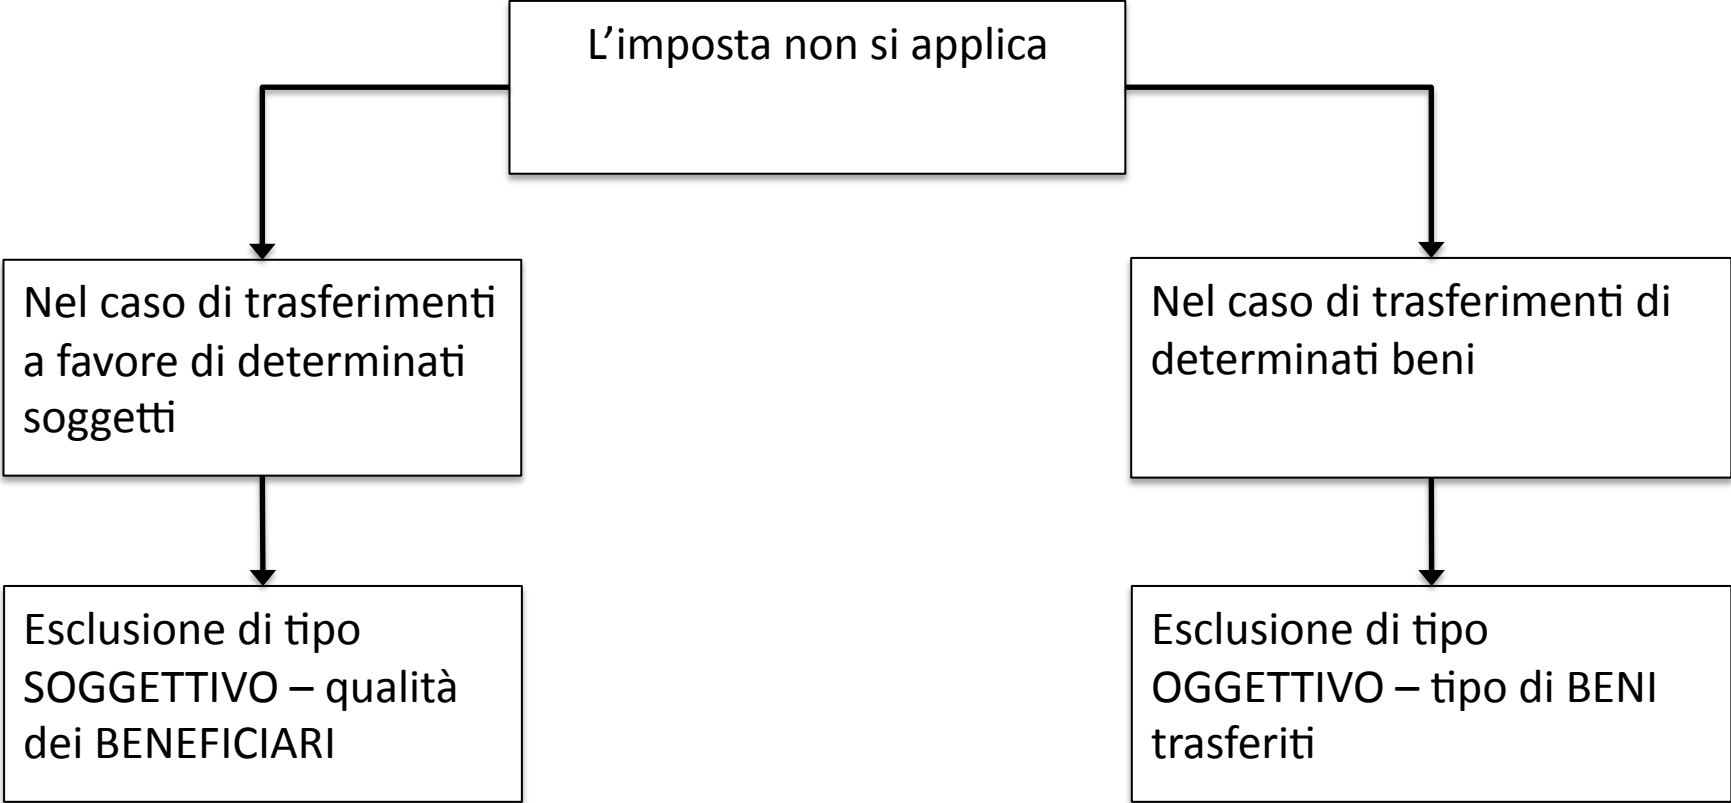 L’imposta non si applica
Nel caso di trasferimenti
a favore di determinati
soggetti
Nel caso di trasferimenti di
determinati beni
Esclusione di tipo
SOGGETTIVO – qualità
dei BENEFICIARI
Esclusione di tipo
OGGETTIVO – tipo di BENI
trasferiti